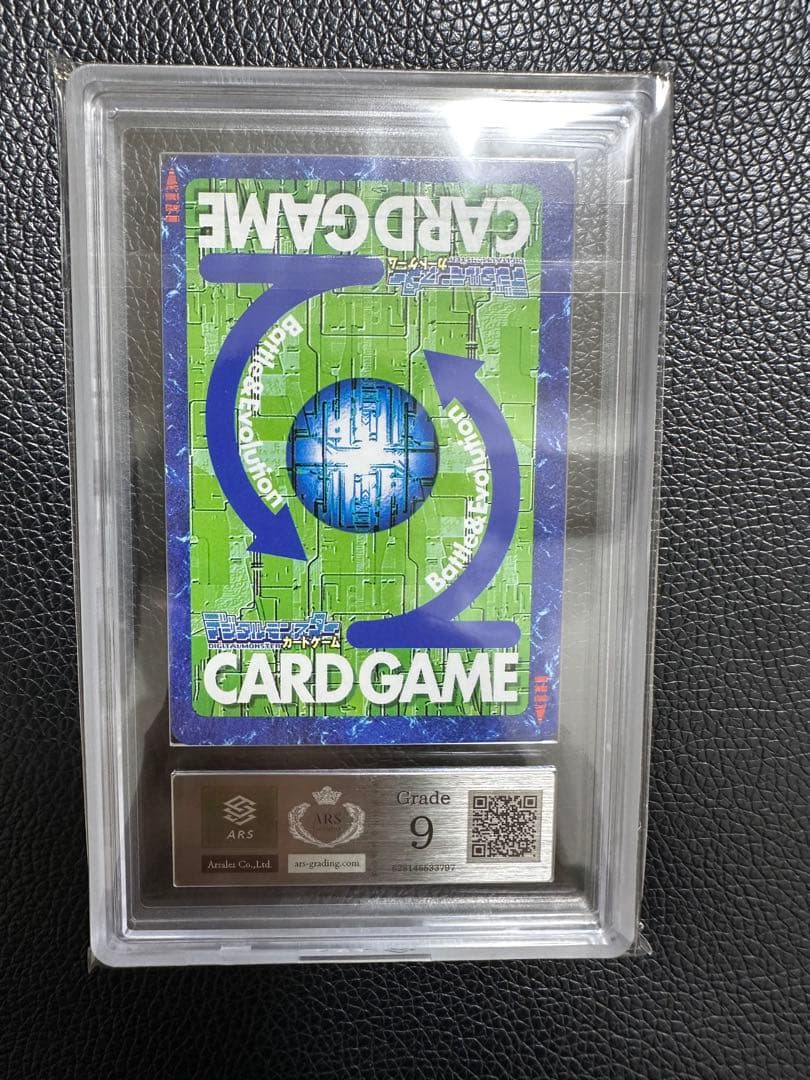 CARD GAME
デジタルモンスター
DIGITAL MONSTER
カードゲーム
Battle & Evolution
Battle & Evolution
デジタルモンスター
DIGITAL MONSTER
カードゲーム
CARD GAME
ARS
Arralez Co.,Ltd.
ARS
ars-grading.com
Grade
9